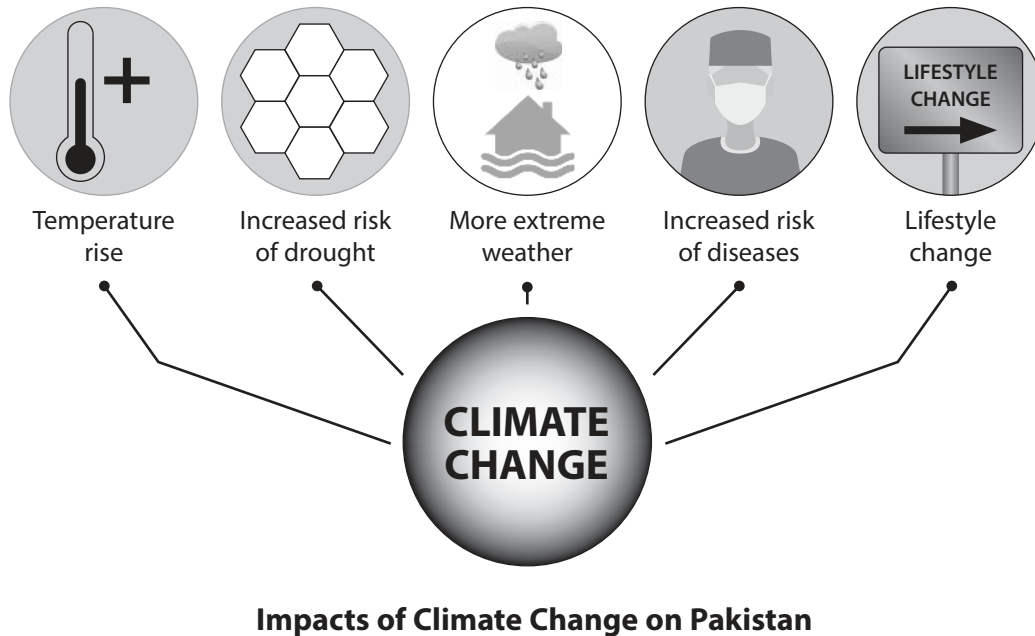 LIFESTYLE
CHANGE
Temperature
rise
Increased risk
of drought
More extreme
weather
Increased risk
of diseases
Lifestyle
change
CLIMATE
CHANGE
Impacts of Climate Change on Pakistan